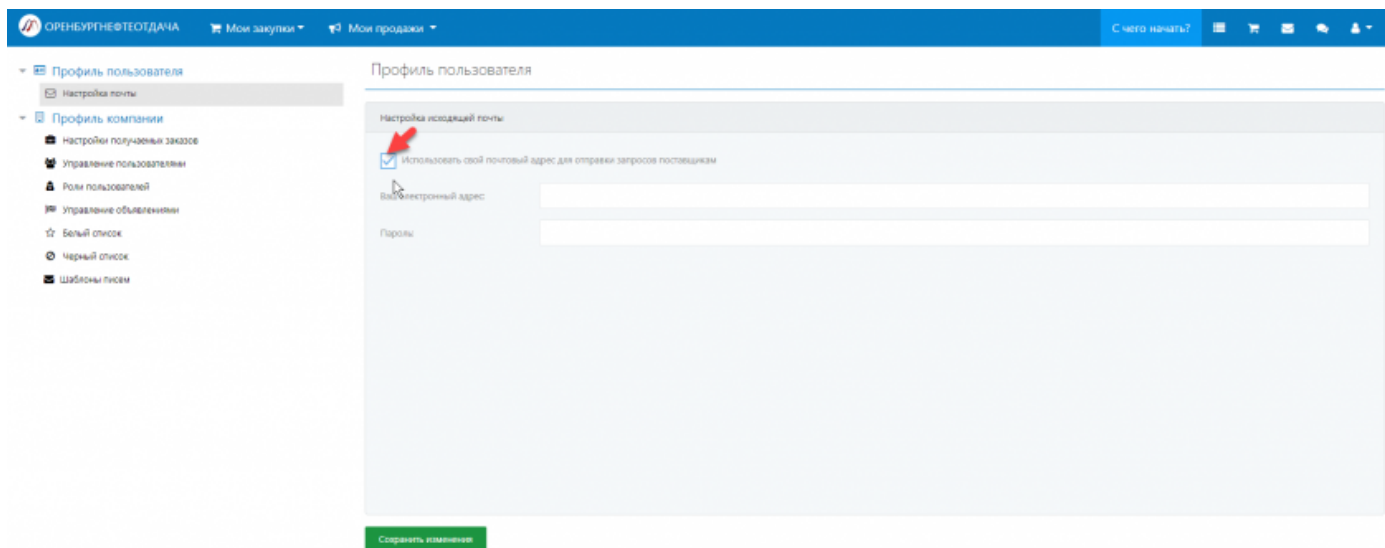 ОРЕНБУРГНЕФТЕОТДАЧА Мои закупки Мои продажи С чего начать?
Профиль пользователя
Настройка почты
Профиль компании
Настройки получаемых заказов
Управление пользователями
Роли пользователей
Управление объявлениями
Белый список
Черный список
Шаблоны писем
Профиль пользователя
Настройка исходящей почты
Использовать свой почтовый адрес для отправки запросов поставщикам
Ваш электронный адрес:
Пароль:
Сохранить изменения